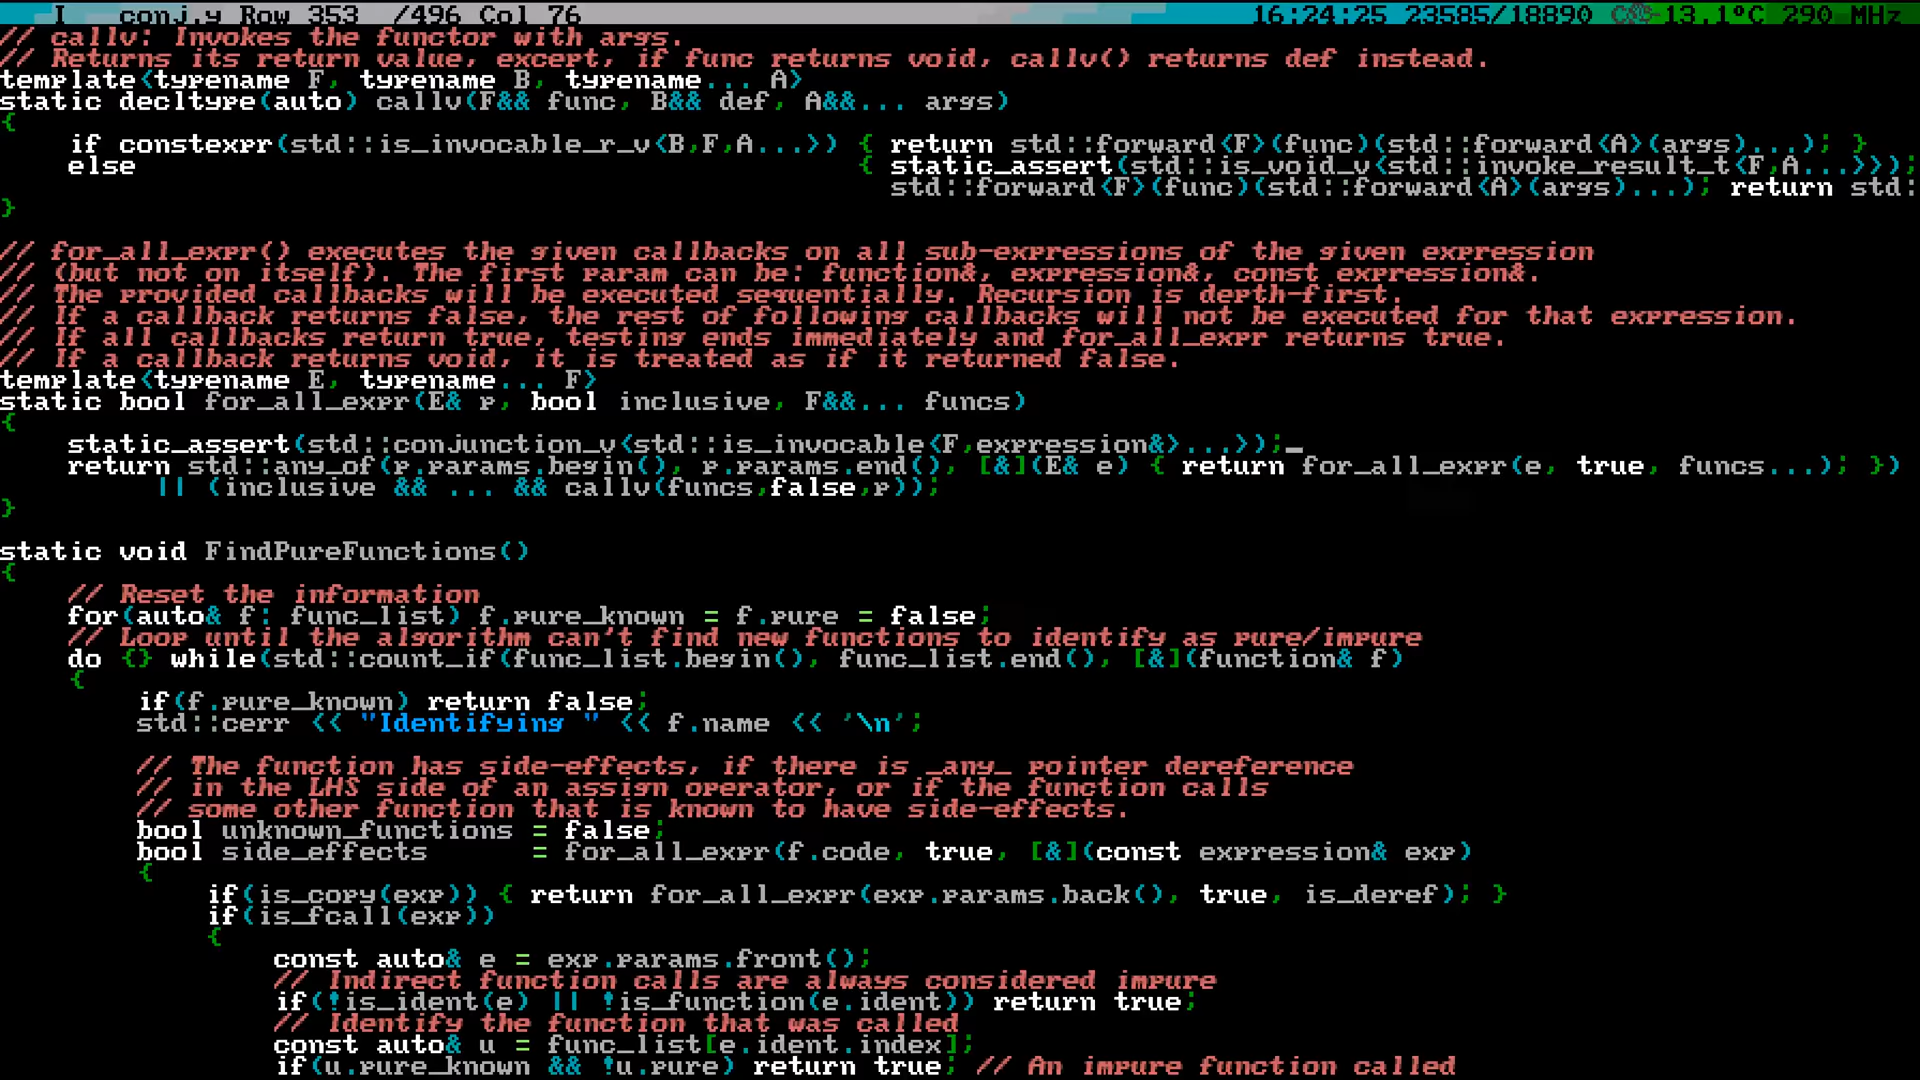 I conj.y Row 353 /496 Col 76 16:24:25 23585/18890 -13.1°C 290 MHz
// callv: Invokes the functor with args.
// Returns its return value, except, if func returns void, callv() returns def instead.
template<typename F, typename B, typename... A>
static decltype(auto) callv(F&& func, B&& def, A&&... args)
{
if constexpr(std::is_invocable_r_v<B,F,A...>) { return std::forward<F>(func)(std::forward<A>(args)...); }
else { static_assert(std::is_void_v<std::invoke_result_t<F,A...>>);
std::forward<F>(func)(std::forward<A>(args)...); return std:
}
// for_all_expr() executes the given callbacks on all sub-expressions of the given expression
// (but not on itself). The first param can be: function&, expression&, const expression&.
// The provided callbacks will be executed sequentially. Recursion is depth-first.
// If a callback returns false, the rest of following callbacks will not be executed for that expression.
// If all callbacks return true, testing ends immediately and for_all_expr returns true.
// If a callback returns void, it is treated as if it returned false.
template<typename E, typename... F>
static bool for_all_expr(E& p, bool inclusive, F&&... funcs)
{
static_assert(std::conjunction_v<std::is_invocable<F,expression&>...>);
return std::any_of(p.params.begin(), p.params.end(), [&](E& e) { return for_all_expr(e, true, funcs...); })
|| (inclusive && ... && callv(funcs,false,p));
}
static void FindPureFunctions()
{
// Reset the information
for(auto& f: func_list) f.pure_known = f.pure = false;
// Loop until the algorithm can't find new functions to identify as pure/impure
do {} while(std::count_if(func_list.begin(), func_list.end(), [&](function& f)
{
if(f.pure_known) return false;
std::cerr << "Identifying " << f.name << '\n';
// The function has side-effects, if there is _any_ pointer dereference
// in the LHS side of an assign operator, or if the function calls
// some other function that is known to have side-effects.
bool unknown_functions = false;
bool side_effects = for_all_expr(f.code, true, [&](const expression& exp)
{
if(is_copy(exp)) { return for_all_expr(exp.params.back(), true, is_deref); }
if(is_fcall(exp))
{
const auto& e = exp.params.front();
// Indirect function calls are always considered impure
if(!is_ident(e) || !is_function(e.ident)) return true;
// Identify the function that was called
const auto& u = func_list[e.ident.index];
if(u.pure_known && !u.pure) return true; // An impure function called